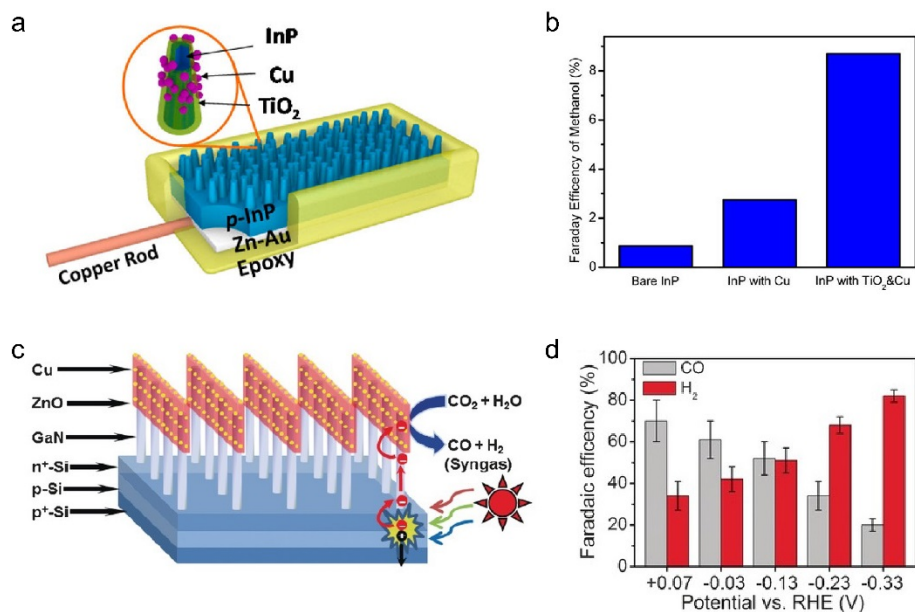 a
InP
Cu
TiO₂
p-InP
Zn-Au
Epoxy
Copper Rod
b
Faraday Efficency of Methanol (%)
8
6
4
2
0
Bare InP
InP with Cu
InP with TiO₂&Cu
c
Cu
ZnO
GaN
n⁺-Si
p-Si
p⁺-Si
CO₂ + H₂O
CO + H₂
(Syngas)
d
Faradaic efficency (%)
100
80
60
40
20
0
CO
H₂
+0.07 -0.03 -0.13 -0.23 -0.33
Potential vs. RHE (V)